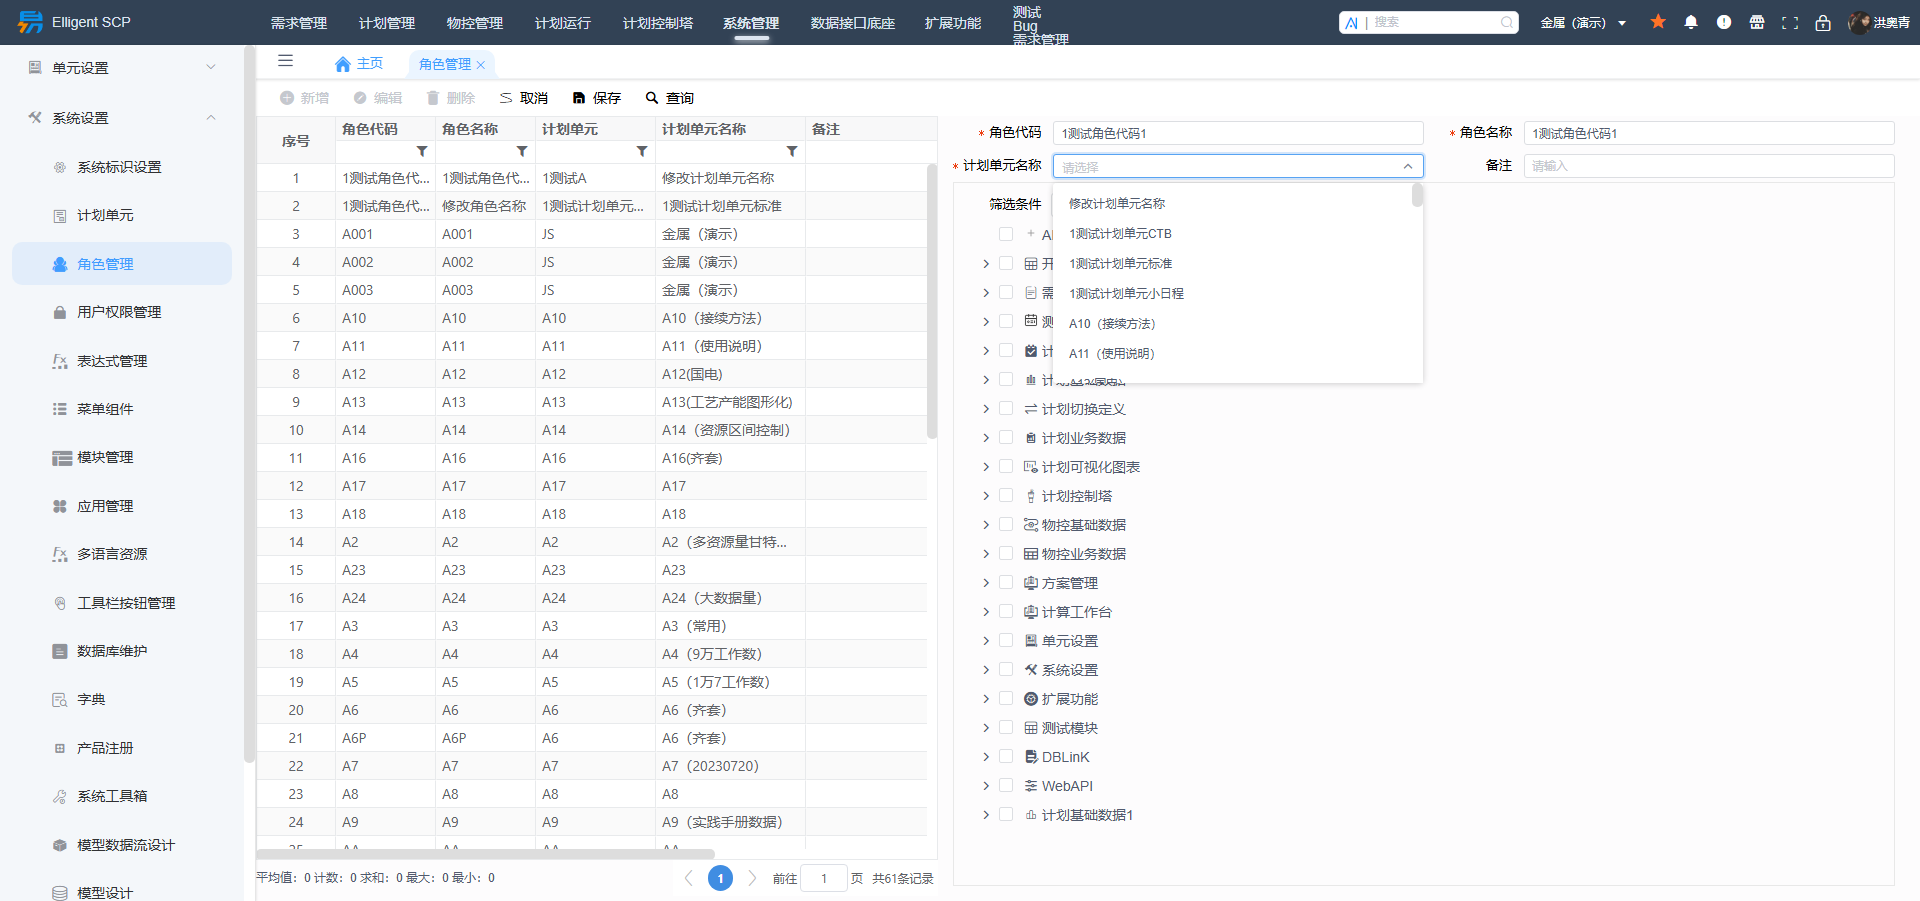 Elligent SCP
需求管理 计划管理 物控管理 计划运行 计划控制塔 系统管理 数据接口底座 扩展功能 测试 Bug 需求管理
AI | 搜索
金属（演示）
洪奥青
主页 角色管理
新增 编辑 删除 取消 保存 查询
单元设置
系统设置
系统标识设置
计划单元
角色管理
用户权限管理
表达式管理
菜单组件
模块管理
应用管理
多语言资源
工具栏按钮管理
数据库维护
字典
产品注册
系统工具箱
模型数据流设计
模型设计
序号 角色代码 角色名称 计划单元 计划单元名称 备注
1 1测试角色代... 1测试角色代... 1测试A 修改计划单元名称
2 1测试角色代... 修改角色名称 1测试计划单元... 1测试计划单元标准
3 A001 A001 JS 金属（演示）
4 A002 A002 JS 金属（演示）
5 A003 A003 JS 金属（演示）
6 A10 A10 A10 A10（接续方法）
7 A11 A11 A11 A11（使用说明）
8 A12 A12 A12 A12(国电)
9 A13 A13 A13 A13(工艺产能图形化)
10 A14 A14 A14 A14（资源区间控制）
11 A16 A16 A16 A16(齐套)
12 A17 A17 A17 A17
13 A18 A18 A18 A18
14 A2 A2 A2 A2（多资源量甘特...
15 A23 A23 A23 A23
16 A24 A24 A24 A24（大数据量）
17 A3 A3 A3 A3（常用）
18 A4 A4 A4 A4（9万工作数）
19 A5 A5 A5 A5（1万7工作数）
20 A6 A6 A6 A6（齐套）
21 A6P A6P A6 A6（齐套）
22 A7 A7 A7 A7（20230720）
23 A8 A8 A8 A8
24 A9 A9 A9 A9（实践手册数据）
25 AA AA AA AA
平均值：0 计数：0 求和：0 最大：0 最小：0
1 前往 1 页 共61条记录
* 角色代码 1测试角色代码1 * 角色名称 1测试角色代码1
* 计划单元名称 请选择 备注 请输入
筛选条件
修改计划单元名称
1测试计划单元CTB
1测试计划单元标准
1测试计划单元小日程
A10（接续方法）
A11（使用说明）
开
需
测
计
计划切换定义
计划业务数据
计划可视化图表
计划控制塔
物控基础数据
物控业务数据
方案管理
计算工作台
单元设置
系统设置
扩展功能
测试模块
DBLinK
WebAPI
计划基础数据1